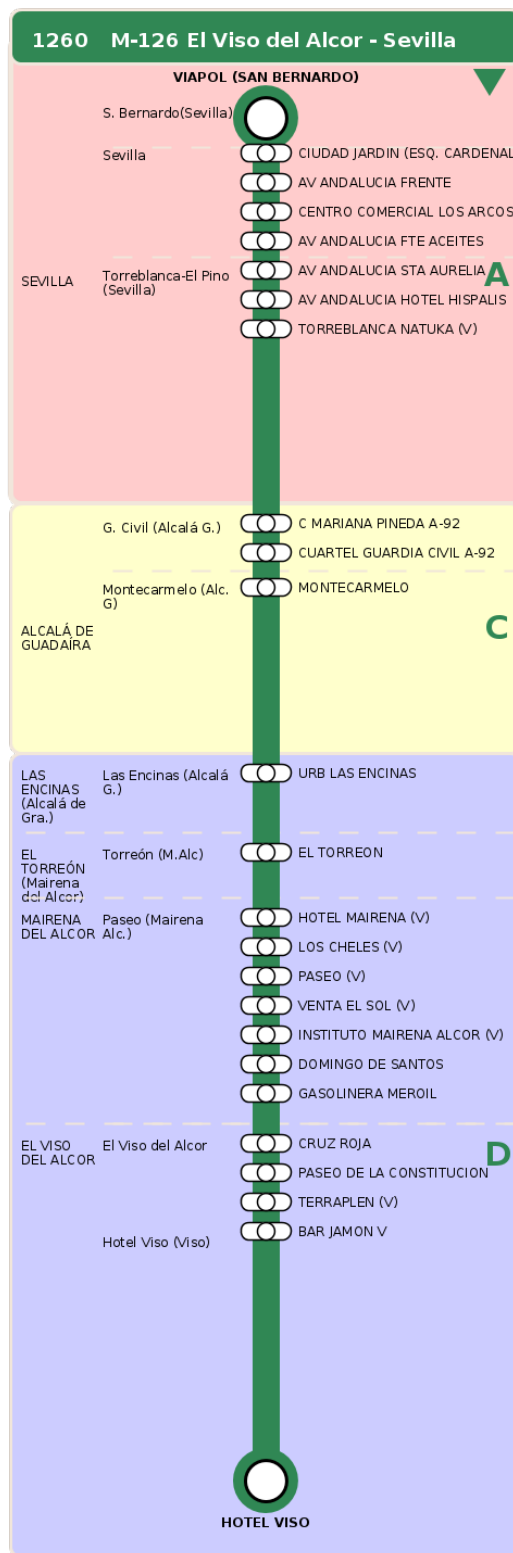 1260 M-126 El Viso del Alcor - Sevilla
VIAPOL (SAN BERNARDO)
S. Bernardo(Sevilla)
Sevilla
CIUDAD JARDIN (ESQ. CARDENAL
AV ANDALUCIA FRENTE
CENTRO COMERCIAL LOS ARCOS
AV ANDALUCIA FTE ACEITES
SEVILLA
Torreblanca-El Pino
(Sevilla)
AV ANDALUCIA STA AURELIA
A
AV ANDALUCIA HOTEL HISPALIS
TORREBLANCA NATUKA (V)
G. Civil (Alcalá G.)
C MARIANA PINEDA A-92
CUARTEL GUARDIA CIVIL A-92
Montecarmelo (Alc.
G)
MONTECARMELO
ALCALÁ DE
GUADAÍRA
C
LAS
ENCINAS
(Alcalá de
Gra.)
Las Encinas (Alcalá
G.)
URB LAS ENCINAS
EL
TORREÓN
(Mairena
del Alcor)
Torreón (M.Alc)
EL TORREON
MAIRENA
DEL ALCOR
Paseo (Mairena
Alc.)
HOTEL MAIRENA (V)
LOS CHELES (V)
PASEO (V)
VENTA EL SOL (V)
INSTITUTO MAIRENA ALCOR (V)
DOMINGO DE SANTOS
GASOLINERA MEROIL
EL VISO
DEL ALCOR
El Viso del Alcor
CRUZ ROJA
D
PASEO DE LA CONSTITUCION
TERRAPLEN (V)
BAR JAMON V
Hotel Viso (Viso)
HOTEL VISO